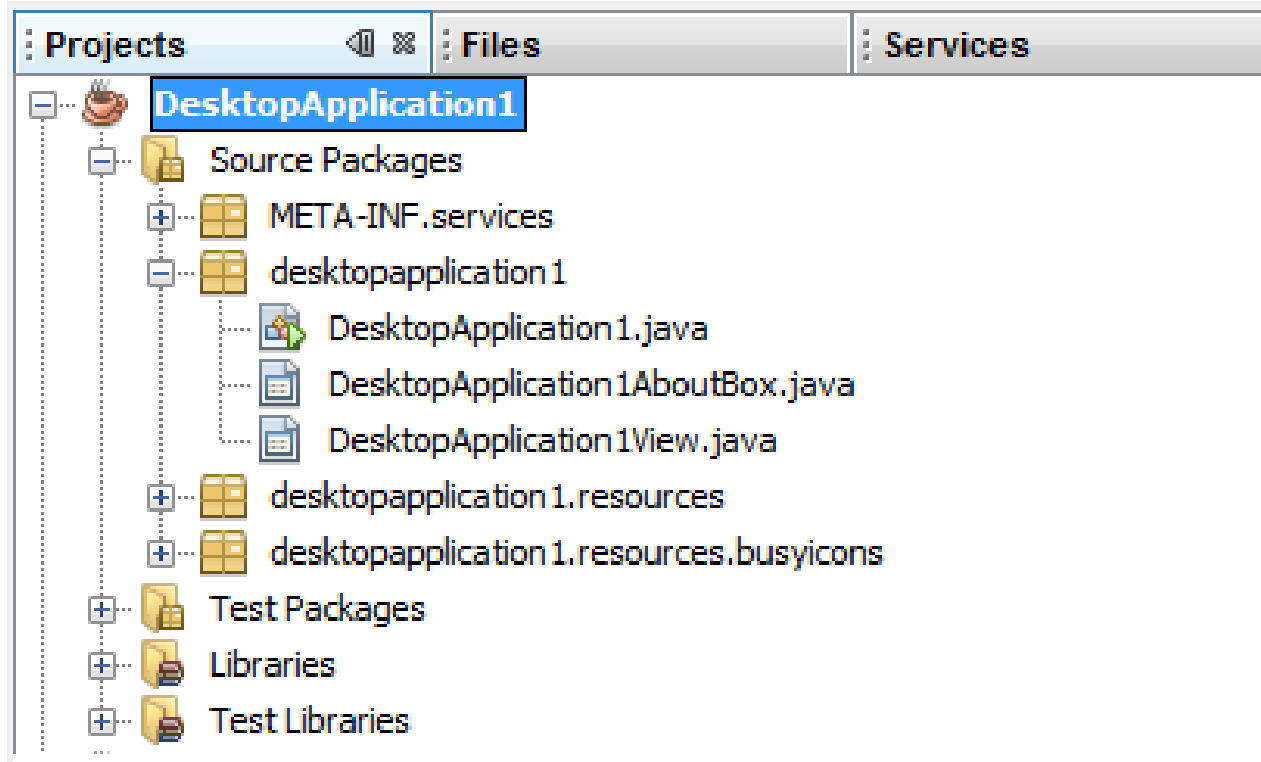 Projects Files Services
DesktopApplication1
Source Packages
META-INF.services
desktopapplication1
DesktopApplication1.java
DesktopApplication1AboutBox.java
DesktopApplication1View.java
desktopapplication1.resources
desktopapplication1.resources.busyicons
Test Packages
Libraries
Test Libraries